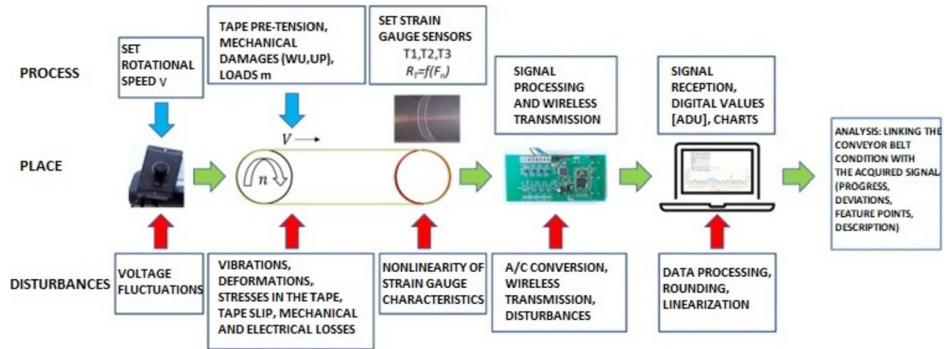 PROCESS
SET
ROTATIONAL
SPEED V
TAPE PRE-TENSION,
MECHANICAL
DAMAGES (WU,UP),
LOADS m
SET STRAIN
GAUGE SENSORS
T1,T2,T3
R_T=f(F_n)
SIGNAL
PROCESSING
AND WIRELESS
TRANSMISSION
SIGNAL
RECEPTION,
DIGITAL VALUES
[ADU], CHARTS
PLACE
V
n
ANALYSIS: LINKING THE
CONVEYOR BELT
CONDITION WITH
THE ACQUIRED SIGNAL
(PROGRESS,
DEVIATIONS,
FEATURE POINTS,
DESCRIPTION)
DISTURBANCES
VOLTAGE
FLUCTUATIONS
VIBRATIONS,
DEFORMATIONS,
STRESSES IN THE TAPE,
TAPE SLIP, MECHANICAL
AND ELECTRICAL LOSSES
NONLINEARITY OF
STRAIN GAUGE
CHARACTERISTICS
A/C CONVERSION,
WIRELESS
TRANSMISSION,
DISTURBANCES
DATA PROCESSING,
ROUNDING,
LINEARIZATION